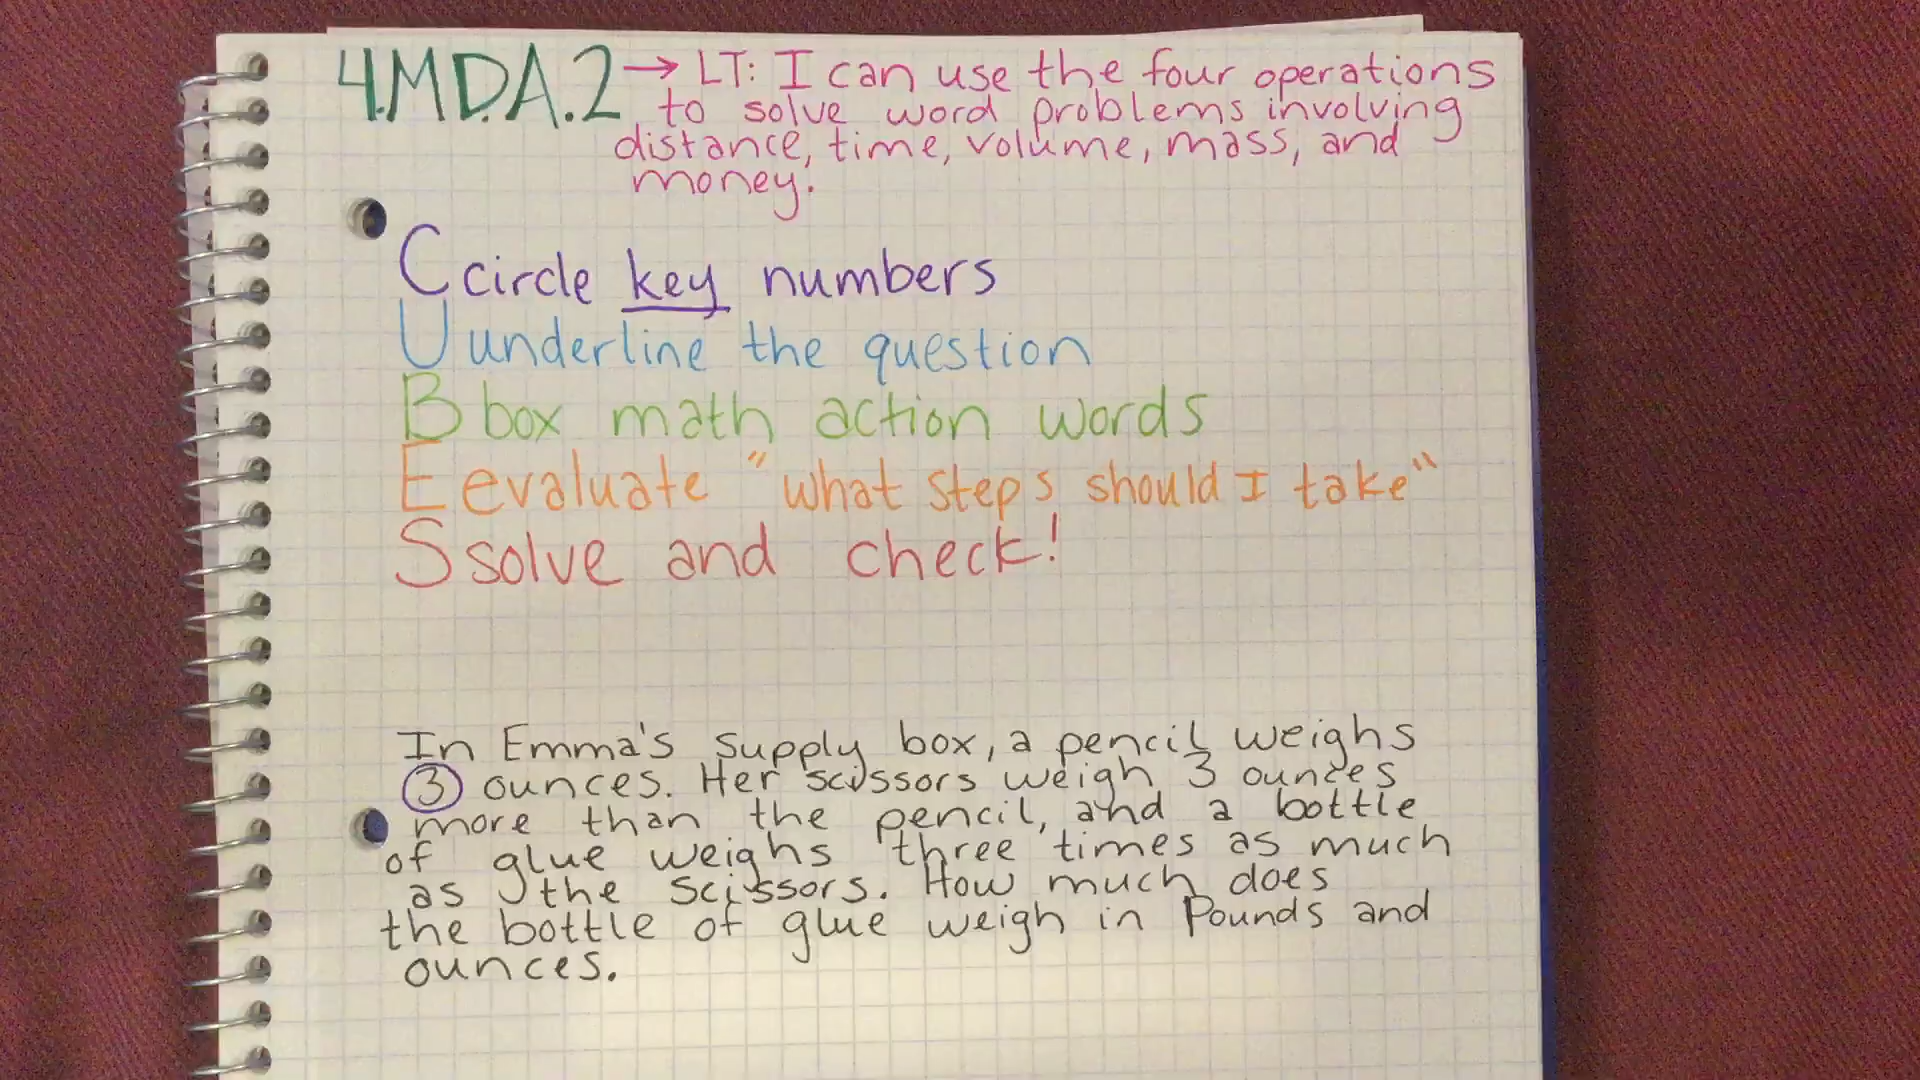 4.MDA.2 → LT: I can use the four operations
to solve word problems involving
distance, time, volume, mass, and
money.
C circle key numbers
U underline the question
B box math action words
E evaluate "what steps should I take"
S solve and check!
In Emma's supply box, a pencil weighs
3 ounces. Her scissors weigh 3 ounces
more than the pencil, and a bottle
of glue weighs three times as much
as the scissors. How much does
the bottle of glue weigh in Pounds and
ounces.